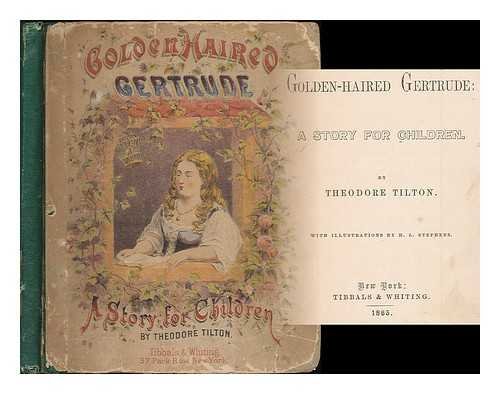 GOLDEN HAIRED
GERTRUDE
A Story for Children
BY THEODORE TILTON.
Tibbals & Whiting,
37 Park Row New York.
GOLDEN-HAIRED GERTRUDE:
A STORY FOR CHILDREN.
BY
THEODORE TILTON.
WITH ILLUSTRATIONS BY H. L. STEPHENS.
New York:
TIBBALS & WHITING.
1865.